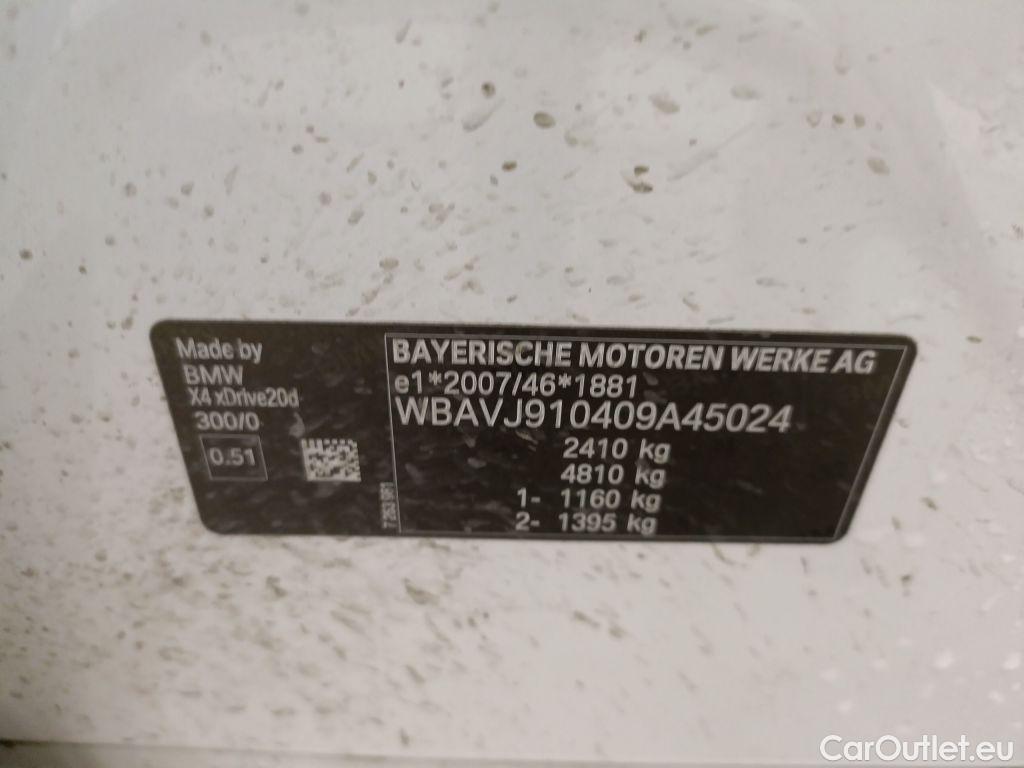 Made by
BMW
X4 xDrive20d
300/0
0.51
BAYERISCHE MOTOREN WERKE AG
e1*2007/46*1881
WBAVJ910409A45024
2410 kg
4810 kg
1- 1160 kg
2- 1395 kg
CarOutlet.eu